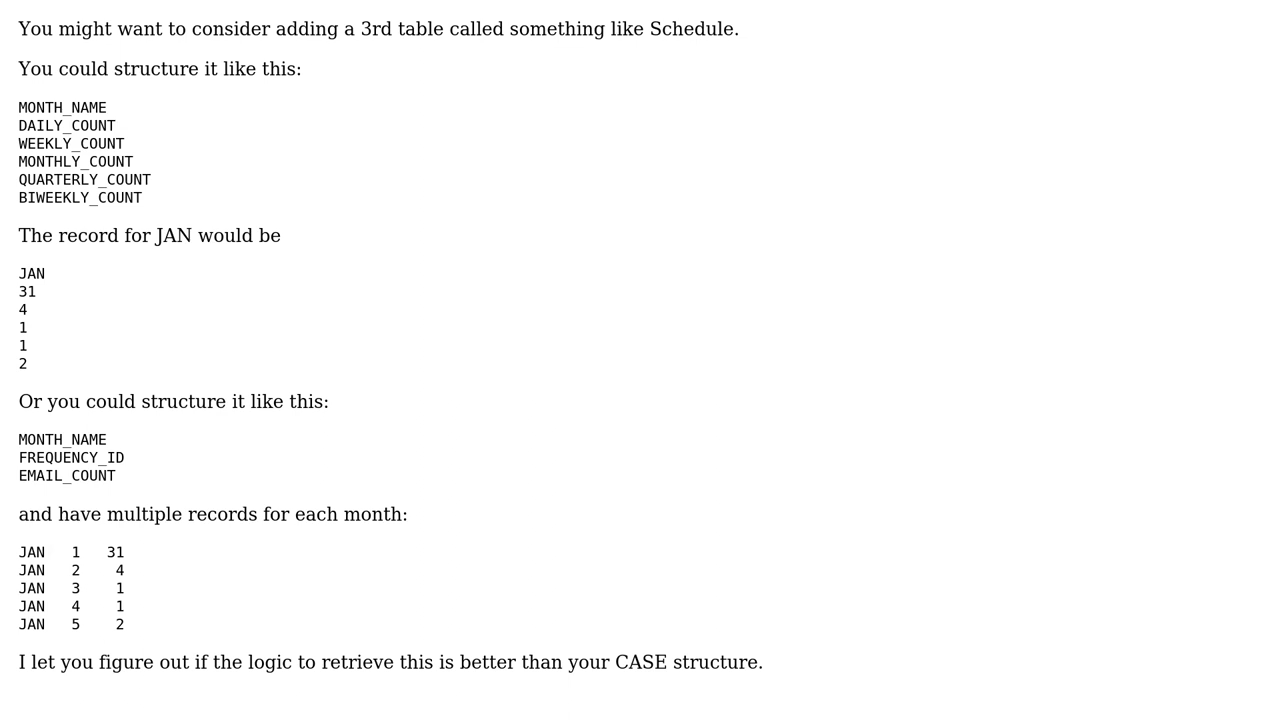 You might want to consider adding a 3rd table called something like Schedule.
You could structure it like this:
MONTH_NAME
DAILY_COUNT
WEEKLY_COUNT
MONTHLY_COUNT
QUARTERLY_COUNT
BIWEEKLY_COUNT
The record for JAN would be
JAN
31
4
1
1
2
Or you could structure it like this:
MONTH_NAME
FREQUENCY_ID
EMAIL_COUNT
and have multiple records for each month:
JAN   1   31
JAN   2    4
JAN   3    1
JAN   4    1
JAN   5    2
I let you figure out if the logic to retrieve this is better than your CASE structure.